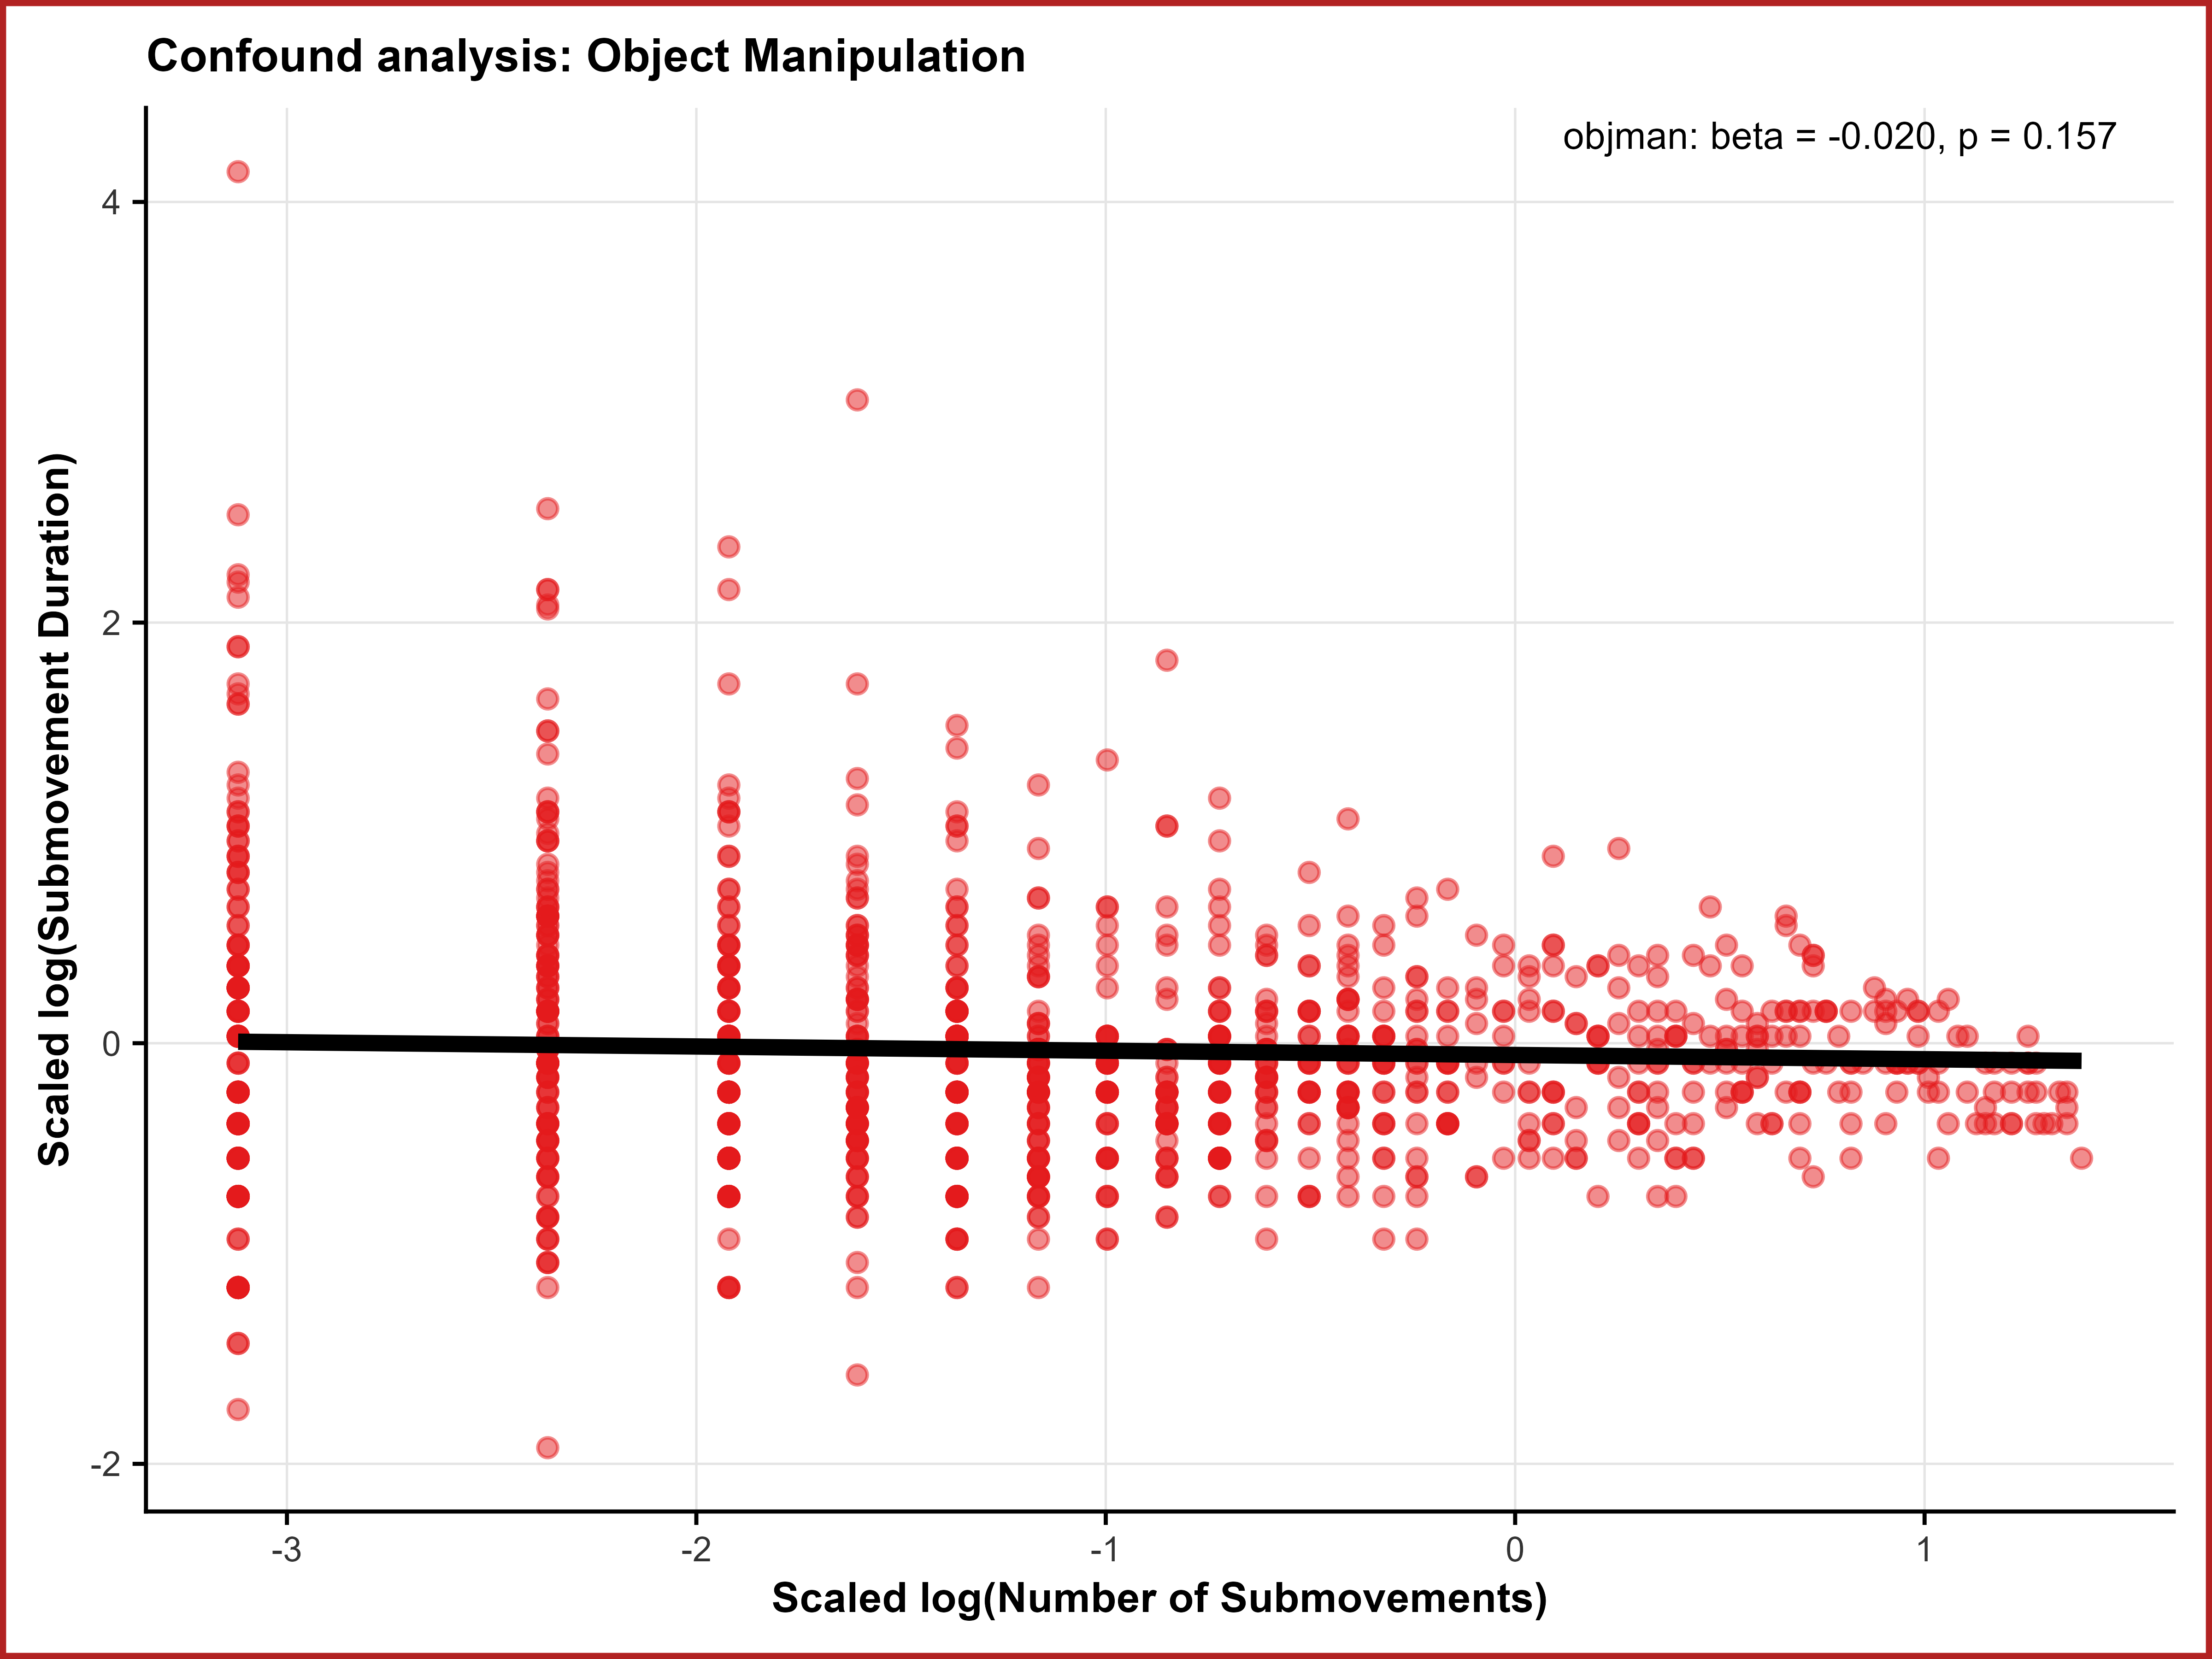 Confound analysis: Object Manipulation
objman: beta = -0.020, p = 0.157
Scaled log(Submovement Duration)
4
2
0
-2
-3
-2
-1
0
1
Scaled log(Number of Submovements)